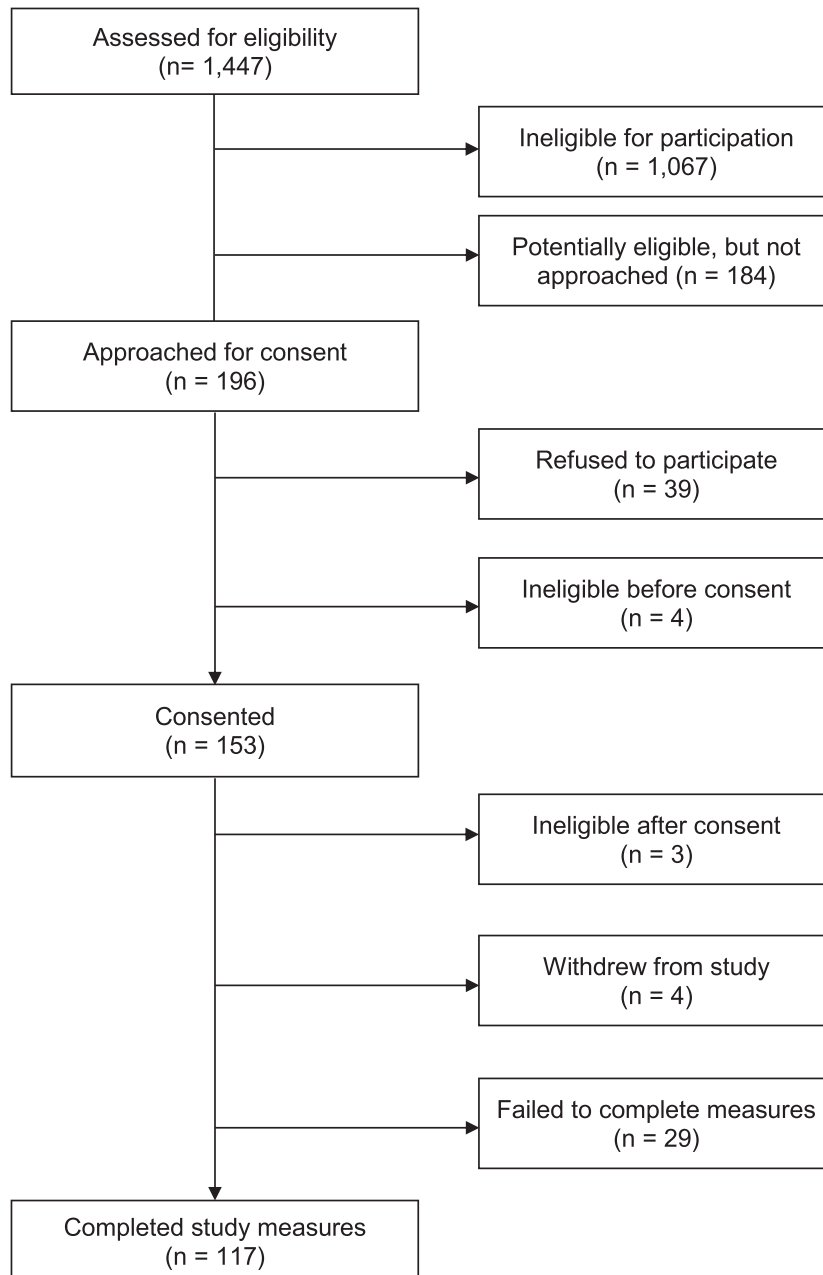 Assessed for eligibility
(n= 1,447)
Ineligible for participation
(n = 1,067)
Potentially eligible, but not
approached (n = 184)
Approached for consent
(n = 196)
Refused to participate
(n = 39)
Ineligible before consent
(n = 4)
Consented
(n = 153)
Ineligible after consent
(n = 3)
Withdrew from study
(n = 4)
Failed to complete measures
(n = 29)
Completed study measures
(n = 117)